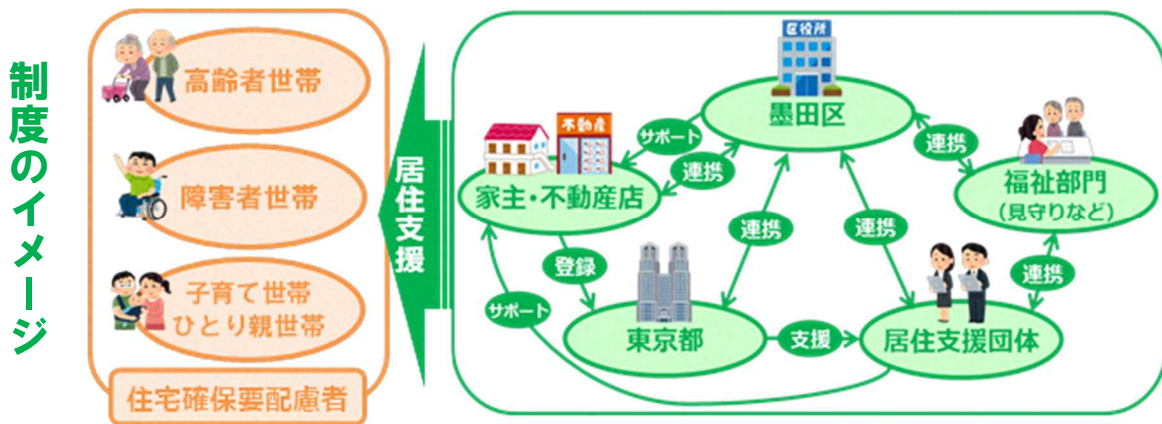 制度のイメージ
高齢者世帯
障害者世帯
子育て世帯
ひとり親世帯
住宅確保要配慮者
居住支援
区役所
墨田区
不動産
サポート
連携
連携
家主・不動産店
福祉部門
(見守りなど)
連携
連携
登録
連携
サポート
東京都
支援
居住支援団体